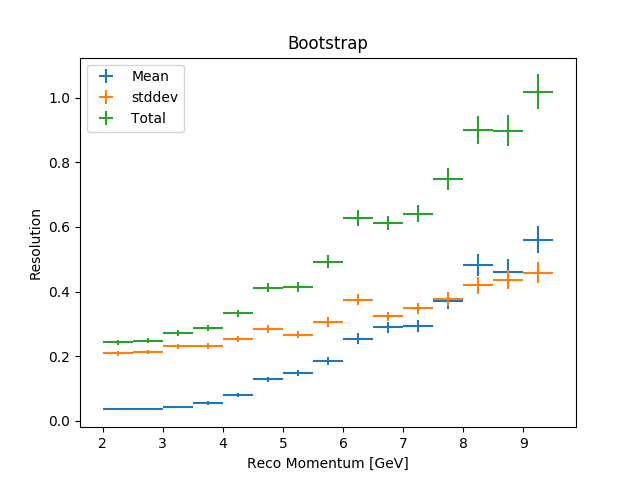 Bootstrap
Mean
stddev
Total
1.0
0.8
0.6
0.4
0.2
0.0
Resolution
2 3 4 5 6 7 8 9
Reco Momentum [GeV]